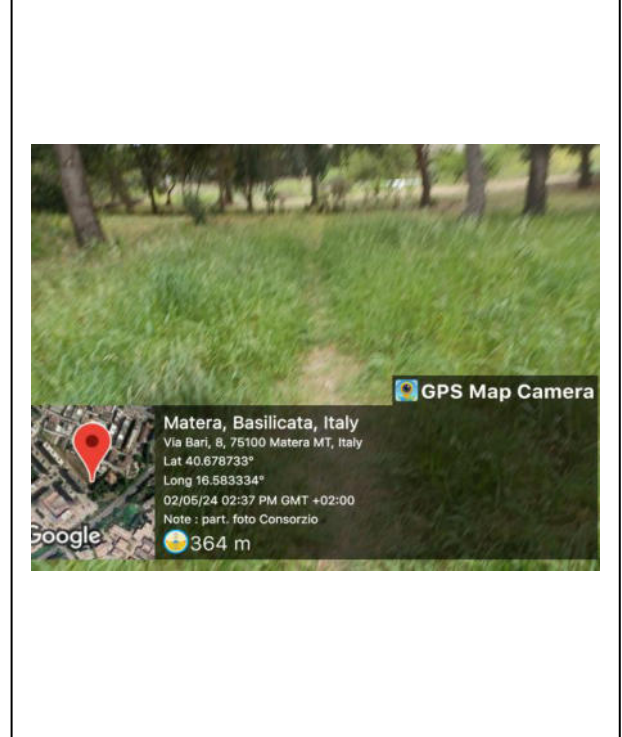 GPS Map Camera
Matera, Basilicata, Italy
Via Bari, 8, 75100 Matera MT, Italy
Lat 40.678733°
Long 16.583334°
02/05/24 02:37 PM GMT +02:00
Note : part. foto Consorzio
Google
364 m